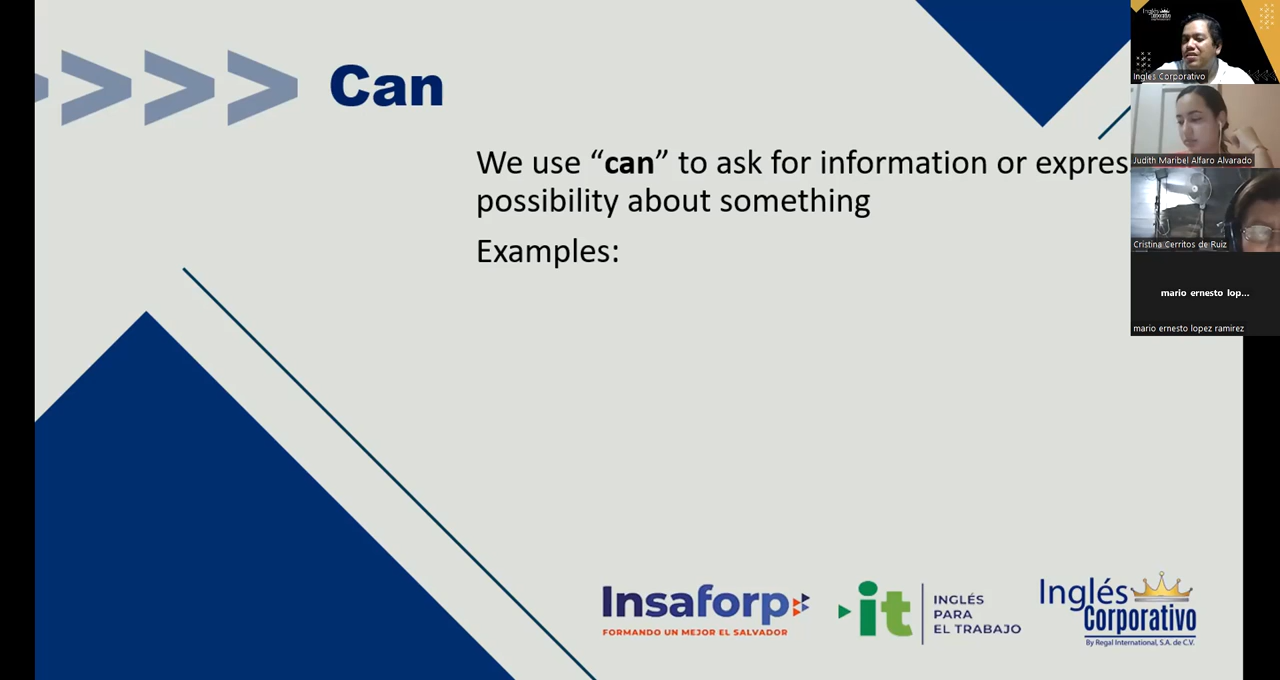 Can
We use “can” to ask for information or expres
possibility about something
Examples:
Insaforp
FORMANDO UN MEJOR EL SALVADOR
it
INGLÉS
PARA
EL TRABAJO
Inglés
Corporativo
By Regal International, S.A. de C.V.
Inglés
Corporativo
Ingles Corporativo
Judith Maribel Alfaro Alvarado
Cristina Cerritos de Ruiz
mario ernesto lop...
mario ernesto lopez ramirez